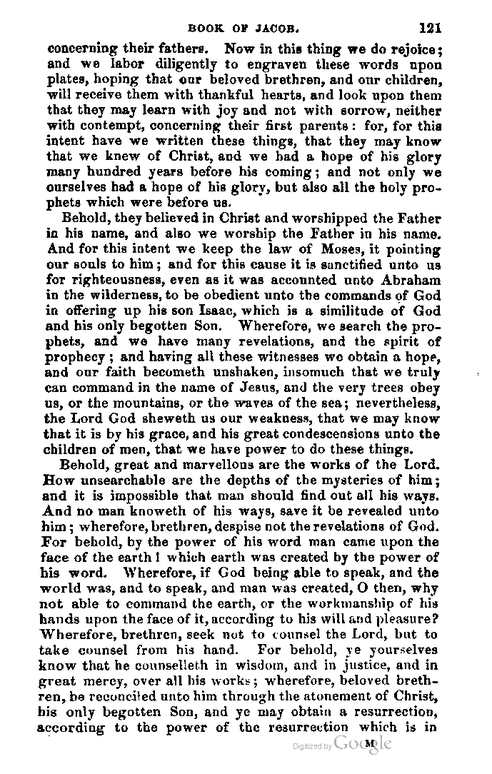 BOOK OF JACOB. 121
concerning their fathers. Now in this thing we do rejoice;
and we labor diligently to engraven these words upon
plates, hoping that our beloved brethren, and our children,
will receive them with thankful hearts, and look upon them
that they may learn with joy and not with sorrow, neither
with contempt, concerning their first parents: for, for this
intent have we written these things, that they may know
that we knew of Christ, and we had a hope of his glory
many hundred years before his coming; and not only we
ourselves had a hope of his glory, but also all the holy pro-
phets which were before us.
Behold, they believed in Christ and worshipped the Father
in his name, and also we worship the Father in his name.
And for this intent we keep the law of Moses, it pointing
our souls to him; and for this cause it is sanctified unto us
for righteousness, even as it was accounted unto Abraham
in the wilderness, to be obedient unto the commands of God
in offering up his son Isaac, which is a similitude of God
and his only begotten Son. Wherefore, we search the pro-
phets, and we have many revelations, and the spirit of
prophecy; and having all these witnesses we obtain a hope,
and our faith becometh unshaken, insomuch that we truly
can command in the name of Jesus, and the very trees obey
us, or the mountains, or the waves of the sea; nevertheless,
the Lord God sheweth us our weakness, that we may know
that it is by his grace, and his great condescensions unto the
children of men, that we have power to do these things.
Behold, great and marvellous are the works of the Lord.
How unsearchable are the depths of the mysteries of him;
and it is impossible that man should find out all his ways.
And no man knoweth of his ways, save it be revealed unto
him; wherefore, brethren, despise not the revelations of God.
For behold, by the power of his word man came upon the
face of the earth! which earth was created by the power of
his word. Wherefore, if God being able to speak, and the
world was, and to speak, and man was created, O then, why
not able to command the earth, or the workmanship of his
hands upon the face of it, according to his will and pleasure?
Wherefore, brethren, seek not to counsel the Lord, but to
take counsel from his hand. For behold, ye yourselves
know that he counselleth in wisdom, and in justice, and in
great mercy, over all his works; wherefore, beloved breth-
ren, be reconciled unto him through the atonement of Christ,
his only begotten Son, and ye may obtain a resurrection,
according to the power of the resurrection which is in
M
Digitized by Google